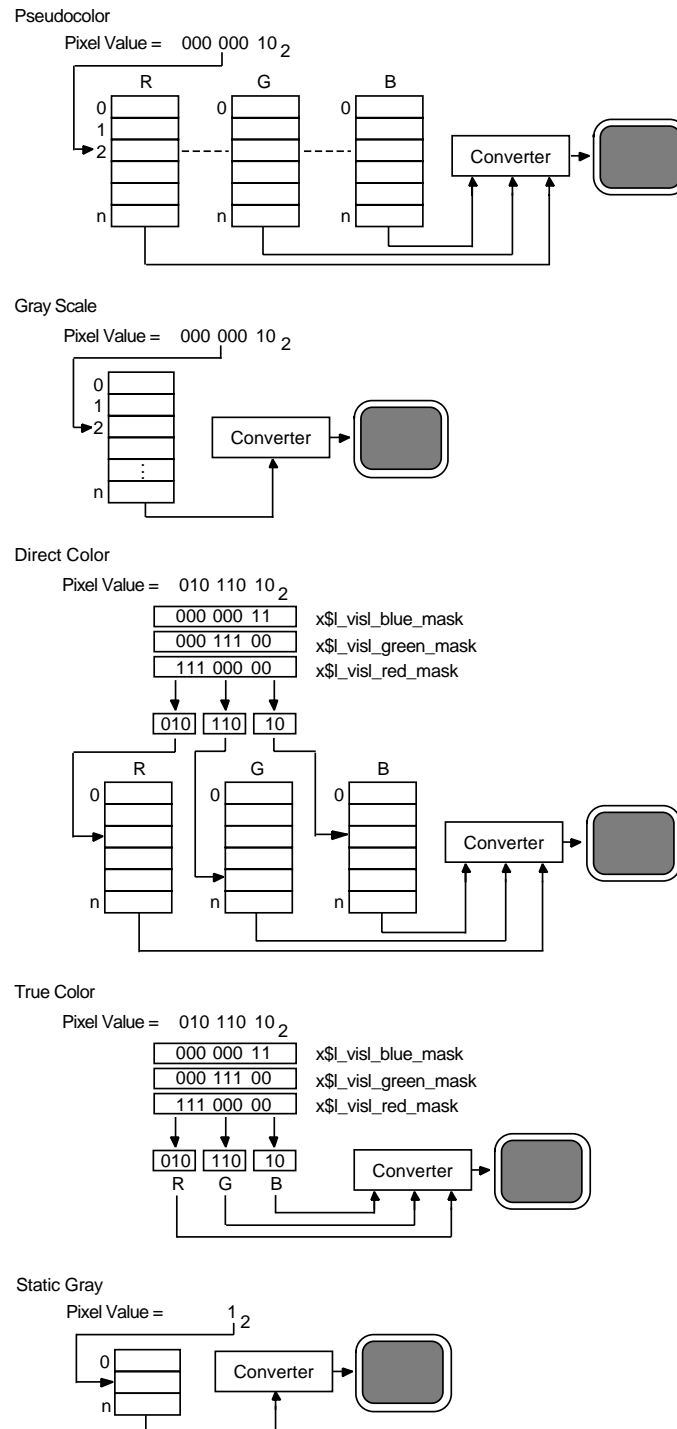 Pseudocolor
Pixel Value = 000 000 10 2
R G B
0 0 0
1
2
Converter
n n n
Gray Scale
Pixel Value = 000 000 10 2
0
1
2
Converter
n
Direct Color
Pixel Value = 010 110 10 2
000 000 11 x$l_visl_blue_mask
000 111 00 x$l_visl_green_mask
111 000 00 x$l_visl_red_mask
010 110 10
R G B
0 0 0
Converter
n n n
True Color
Pixel Value = 010 110 10 2
000 000 11 x$l_visl_blue_mask
000 111 00 x$l_visl_green_mask
111 000 00 x$l_visl_red_mask
010 110 10
Converter
R G B
Static Gray
Pixel Value = 1 2
0
Converter
n